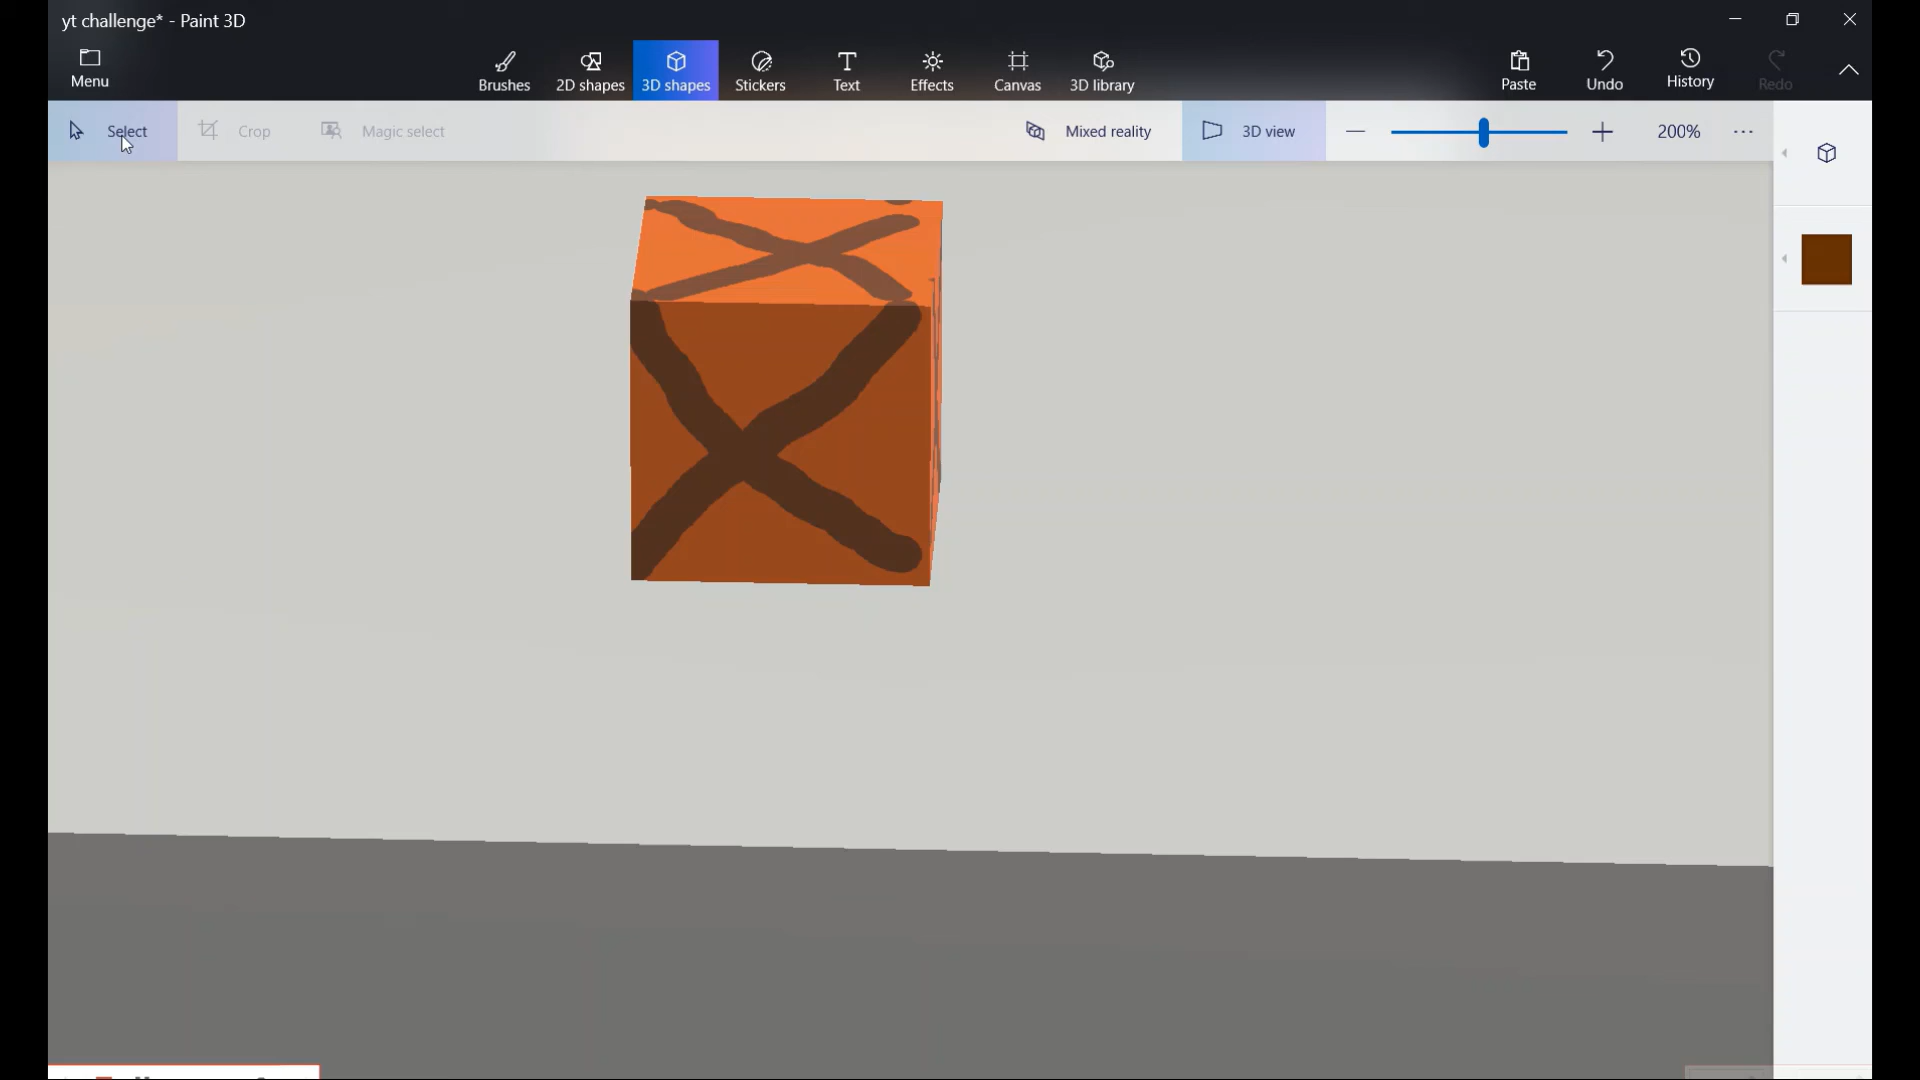 yt challenge* - Paint 3D
Menu
Brushes
2D shapes
3D shapes
Stickers
Text
Effects
Canvas
3D library
Paste
Undo
History
Redo
Select
Crop
Magic select
Mixed reality
3D view
200%